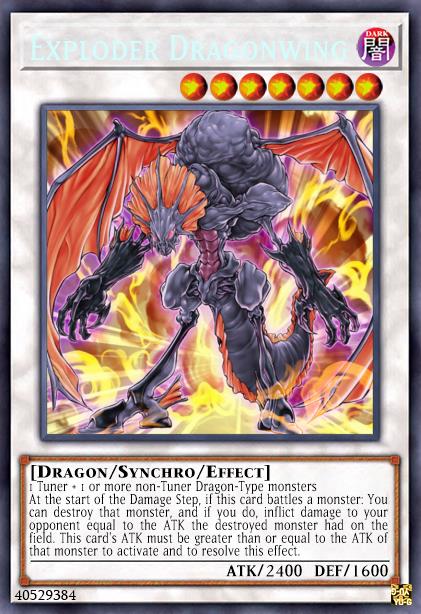 Exploder Dragonwing
DARK
闇
[Dragon/Synchro/Effect]
1 Tuner + 1 or more non-Tuner Dragon-Type monsters
At the start of the Damage Step, if this card battles a monster: You
can destroy that monster, and if you do, inflict damage to your
opponent equal to the ATK the destroyed monster had on the
field. This card's ATK must be greater than or equal to the ATK of
that monster to activate and to resolve this effect.
ATK/2400 DEF/1600
40529384